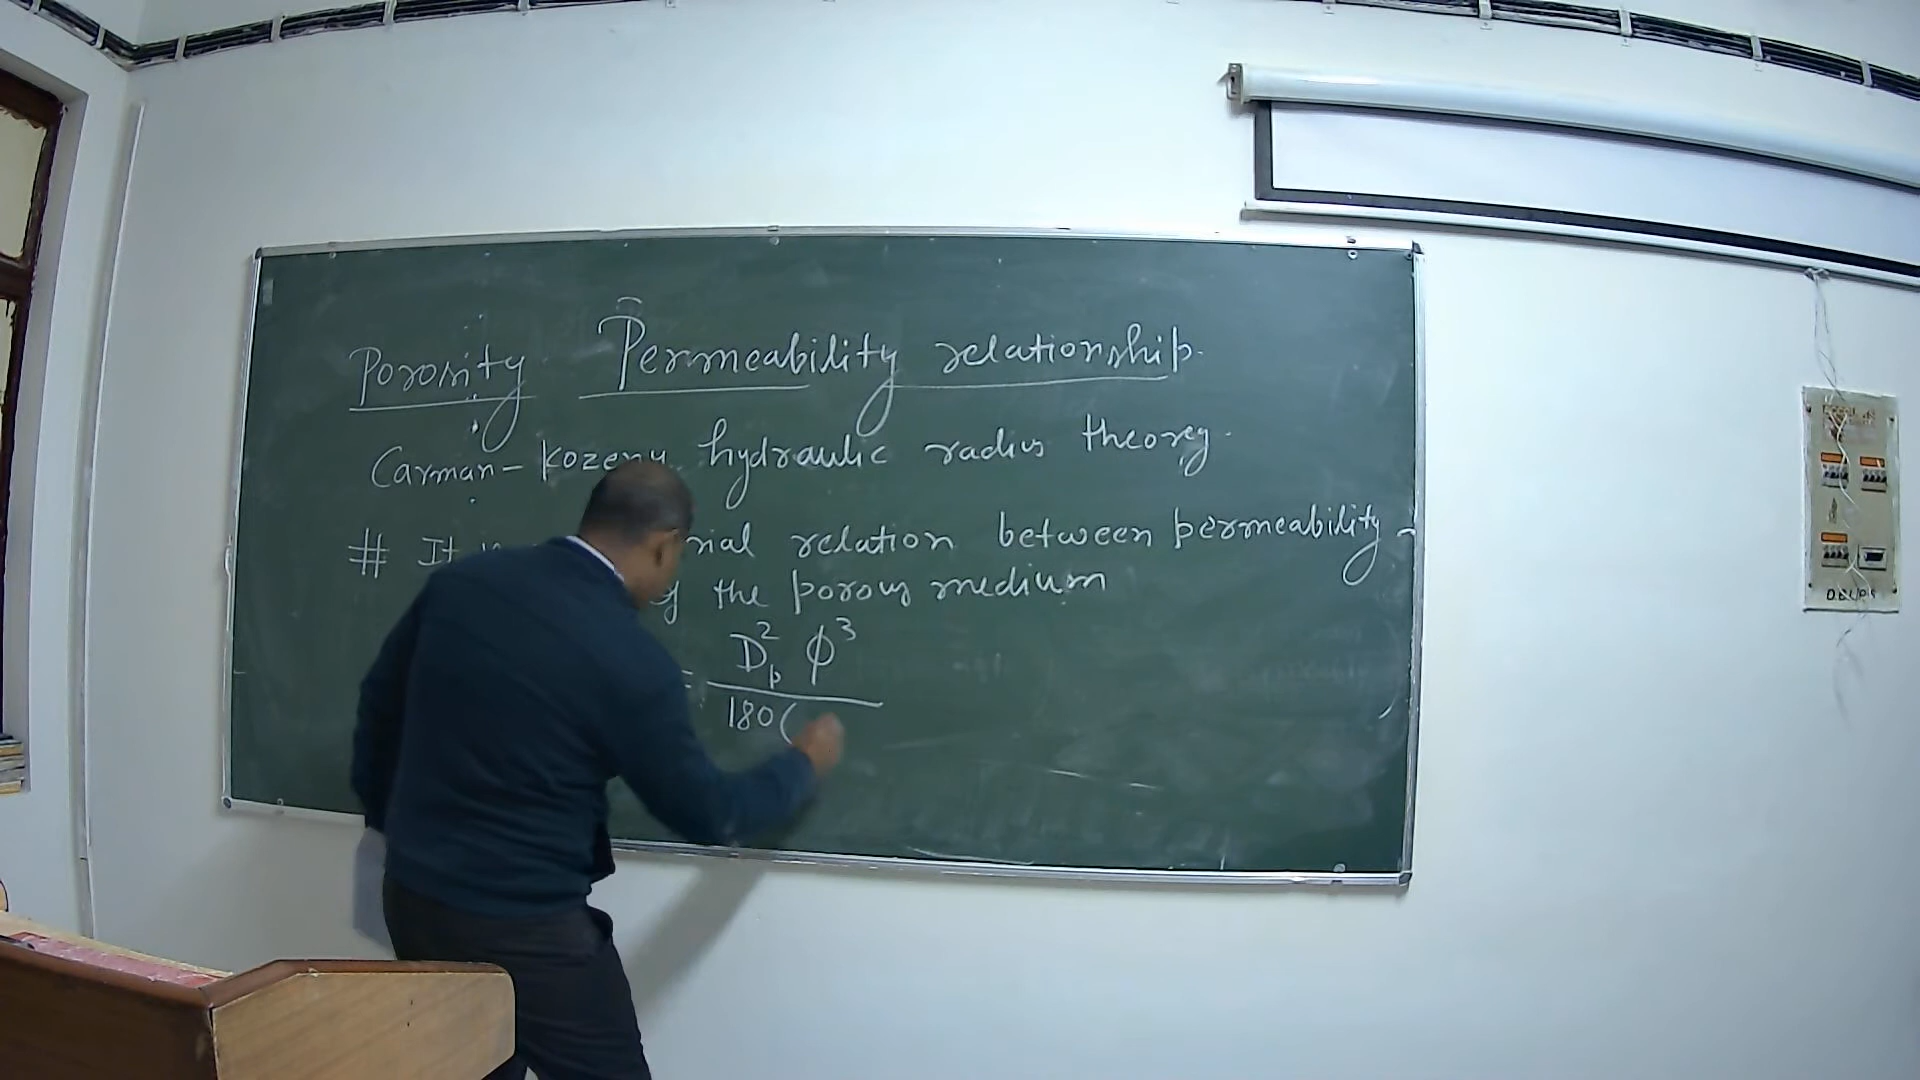 Porosity Permeability relationship.
Carman - Kozeny hydraulic radius theory.
# It relation between permeability
the porous medium
= D_p^2 φ^3
180(